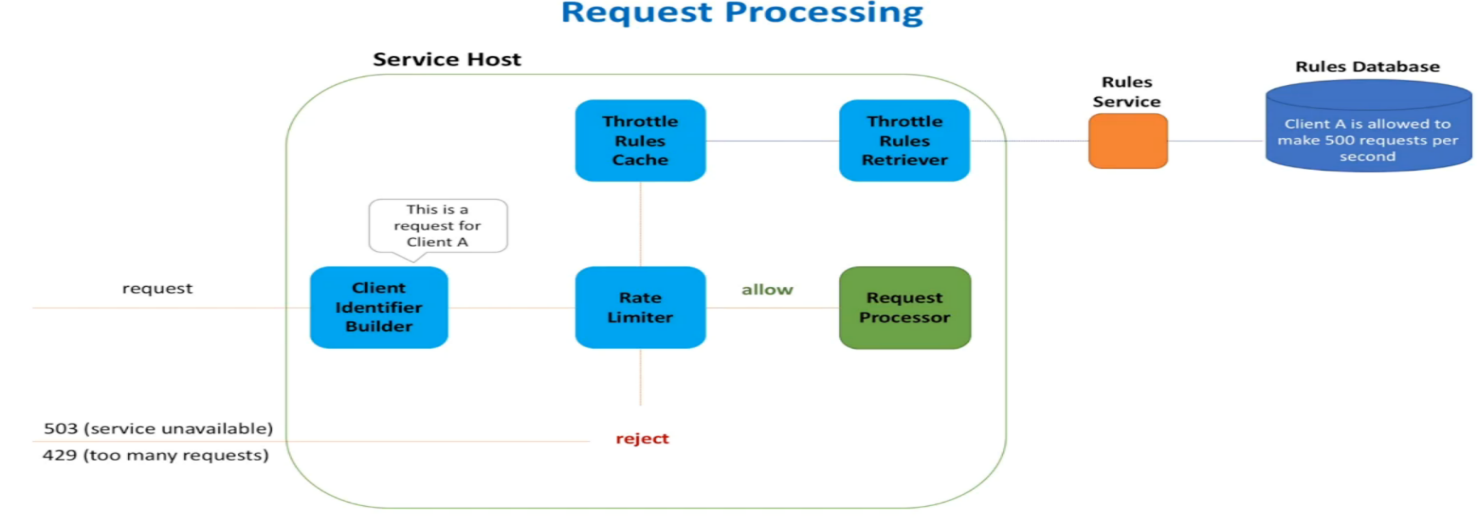 Request Processing
Service Host
Rules Database
Rules
Service
Throttle
Rules
Cache
Throttle
Rules
Retriever
Client A is allowed to
make 500 requests per
second
This is a
request for
Client A
request
Client
Identifier
Builder
Rate
Limiter
allow
Request
Processor
503 (service unavailable)
reject
429 (too many requests)